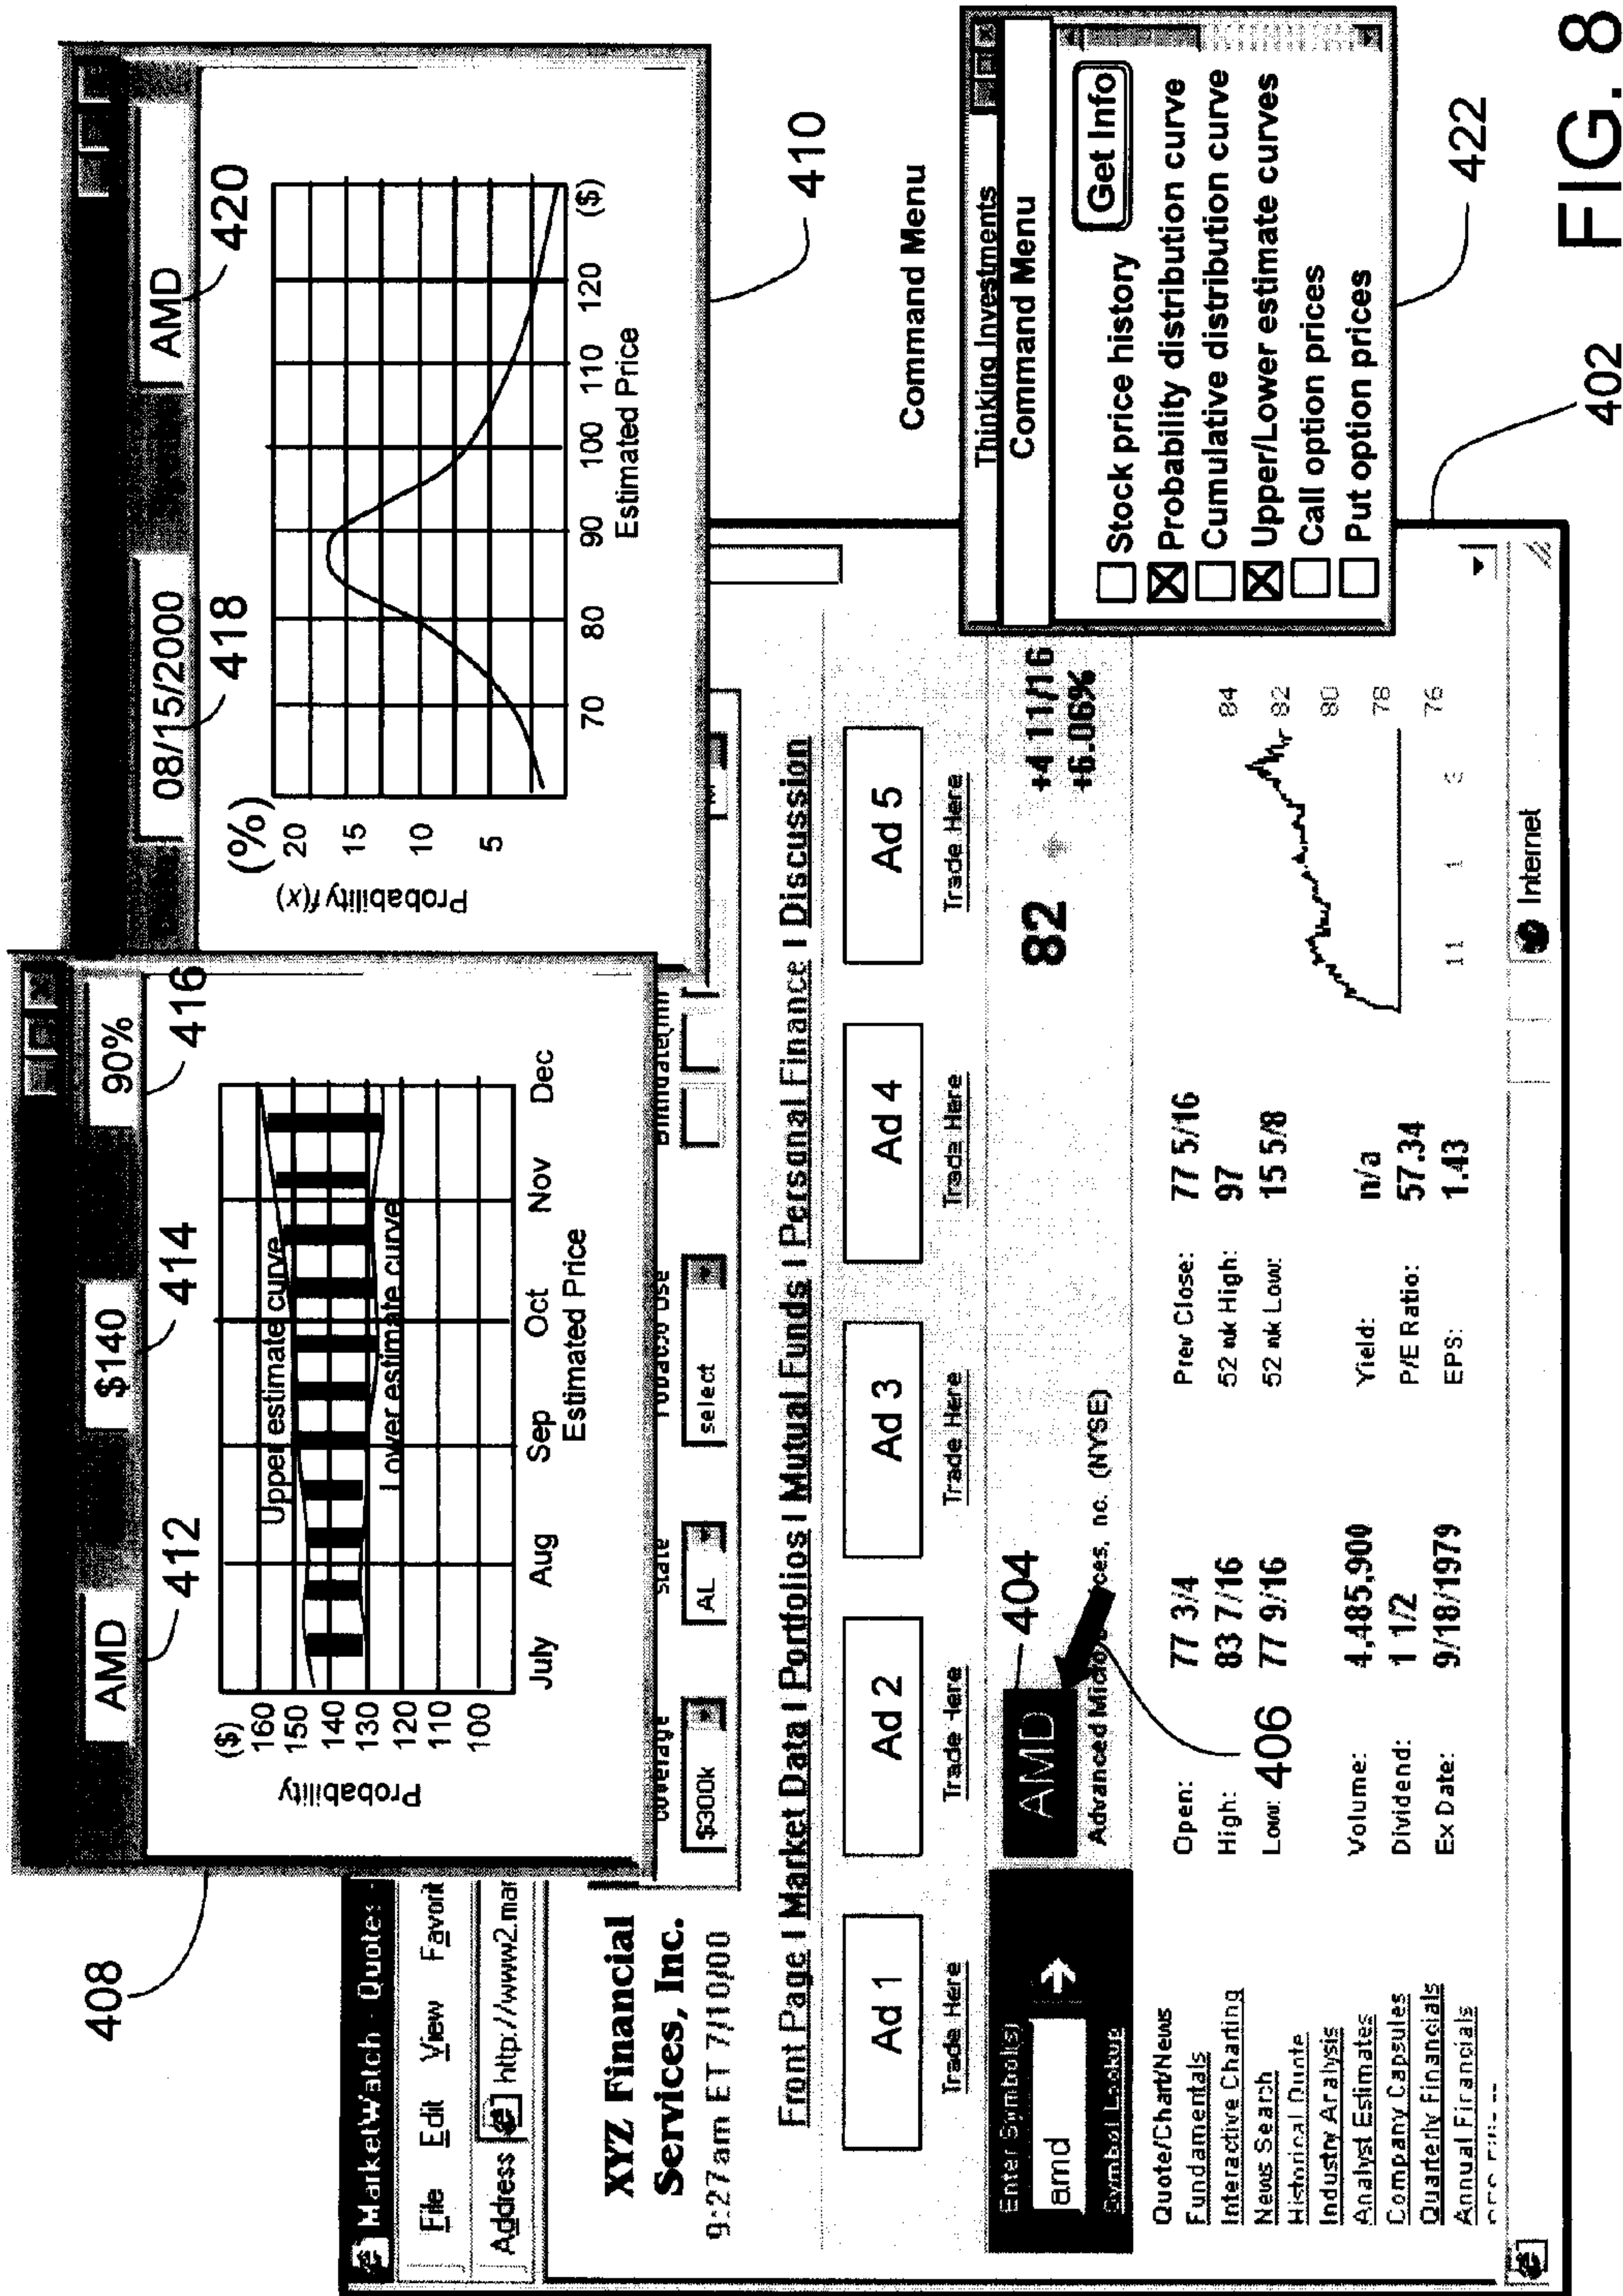 408
AMD
$140
90%
412
414
416
($)
160
150
140
130
120
110
100
Probability
Upper estimate curve
Lower estimate curve
July Aug Sep Oct Nov Dec
Estimated Price
08/15/2000
AMD
418
420
(%)
20
15
10
5
Probability f(x)
70 80 90 100 110 120 ($)
Estimated Price
410
MarketWatch - Quotes -
File Edit View Favorit
Address http://www2.mar
XYZ Financial
Services, Inc.
9:27am ET 7/10/00
coverage
state
$300k
AL
select
Front Page | Market Data | Portfolios | Mutual Funds | Personal Finance | Discussion
Ad 1 Ad 2 Ad 3 Ad 4 Ad 5
Trade Here Trade Here Trade Here Trade Here Trade Here
Enter Symbol(s)
amd
Symbol Lookup
AMD
404
82
+4 11/16
+6.06%
Advanced Micro ces, nc. (NYSE)
406
Quote/Chart/News
Fundamentals
Interactive Charting
News Search
Historical Quote
Industry Analysis
Analyst Estimates
Company Capsules
Quarterly Financials
Annual Financials
Open: 77 3/4
High: 83 7/16
Low: 77 9/16
Volume: 4,485,900
Dividend: 1 1/2
Ex Date: 9/18/1979
Prev Close: 77 5/16
52 wk High: 97
52 wk Low: 15 5/8
Yield: n/a
P/E Ratio: 57.34
EPS: 1.43
84
82
80
78
76
11 1 3
Internet
Command Menu
Thinking Investments
Command Menu
Get Info
Stock price history
Probability distribution curve
Cumulative distribution curve
Upper/Lower estimate curves
Call option prices
Put option prices
422
402
FIG. 8